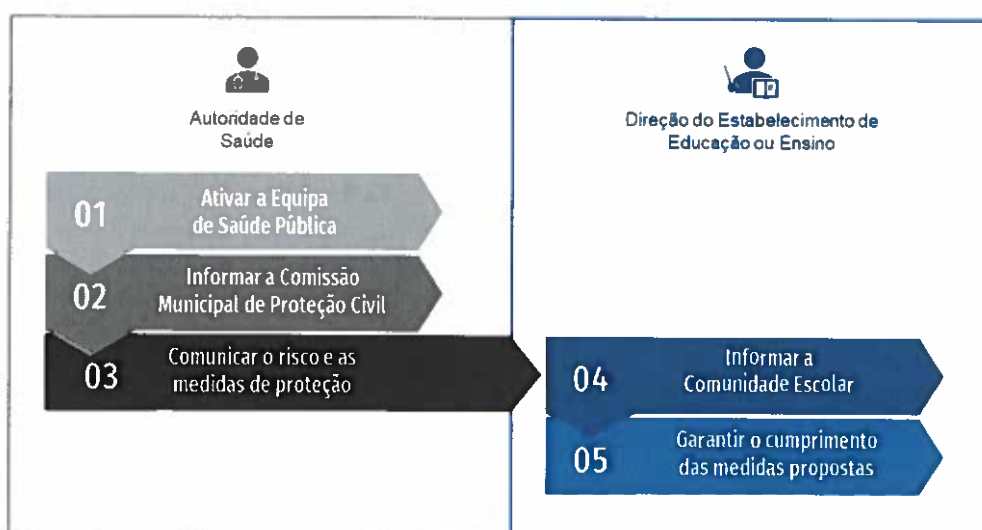 Autoridade de
Saúde
01
Ativar a Equipa
de Saúde Pública
02
Informar a Comissão
Municipal de Proteção Civil
03
Comunicar o risco e as
medidas de proteção
Direção do Estabelecimento de
Educação ou Ensino
04
Informar a
Comunidade Escolar
05
Garantir o cumprimento
das medidas propostas